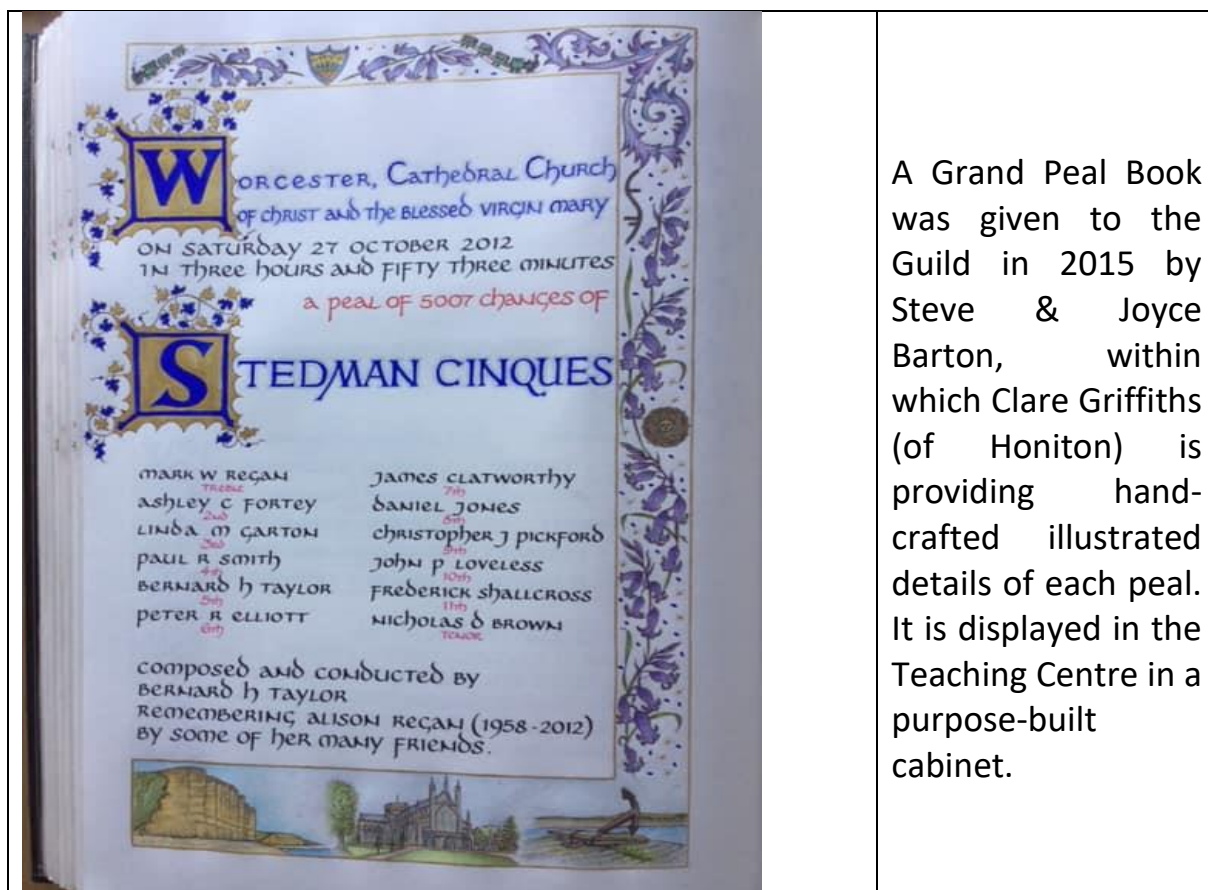 WORCESTER, CATHEDRAL CHURCH
OF CHRIST AND THE BLESSED VIRGIN MARY
ON SATURDAY 27 OCTOBER 2012
IN THREE HOURS AND FIFTY THREE MINUTES
a peal of 5007 changes of
STEDMAN CINQUES
MARK W REGAN
TREBLE
ASHLEY C FORTEY
2nd
LINDA M GARTON
3rd
PAUL R SMITH
4th
BERNARD H TAYLOR
5th
PETER R ELLIOTT
6th
JAMES CLATWORTHY
7th
DANIEL JONES
8th
CHRISTOPHER J PICKFORD
9th
JOHN P LOVELESS
10th
FREDERICK SHALLCROSS
11th
NICHOLAS D BROWN
TENOR
COMPOSED AND CONDUCTED BY
BERNARD H TAYLOR
REMEMBERING ALISON REGAN (1958-2012)
BY SOME OF HER MANY FRIENDS.
A Grand Peal Book
was given to the
Guild in 2015 by
Steve & Joyce
Barton, within
which Clare Griffiths
(of Honiton) is
providing hand-
crafted illustrated
details of each peal.
It is displayed in the
Teaching Centre in a
purpose-built
cabinet.